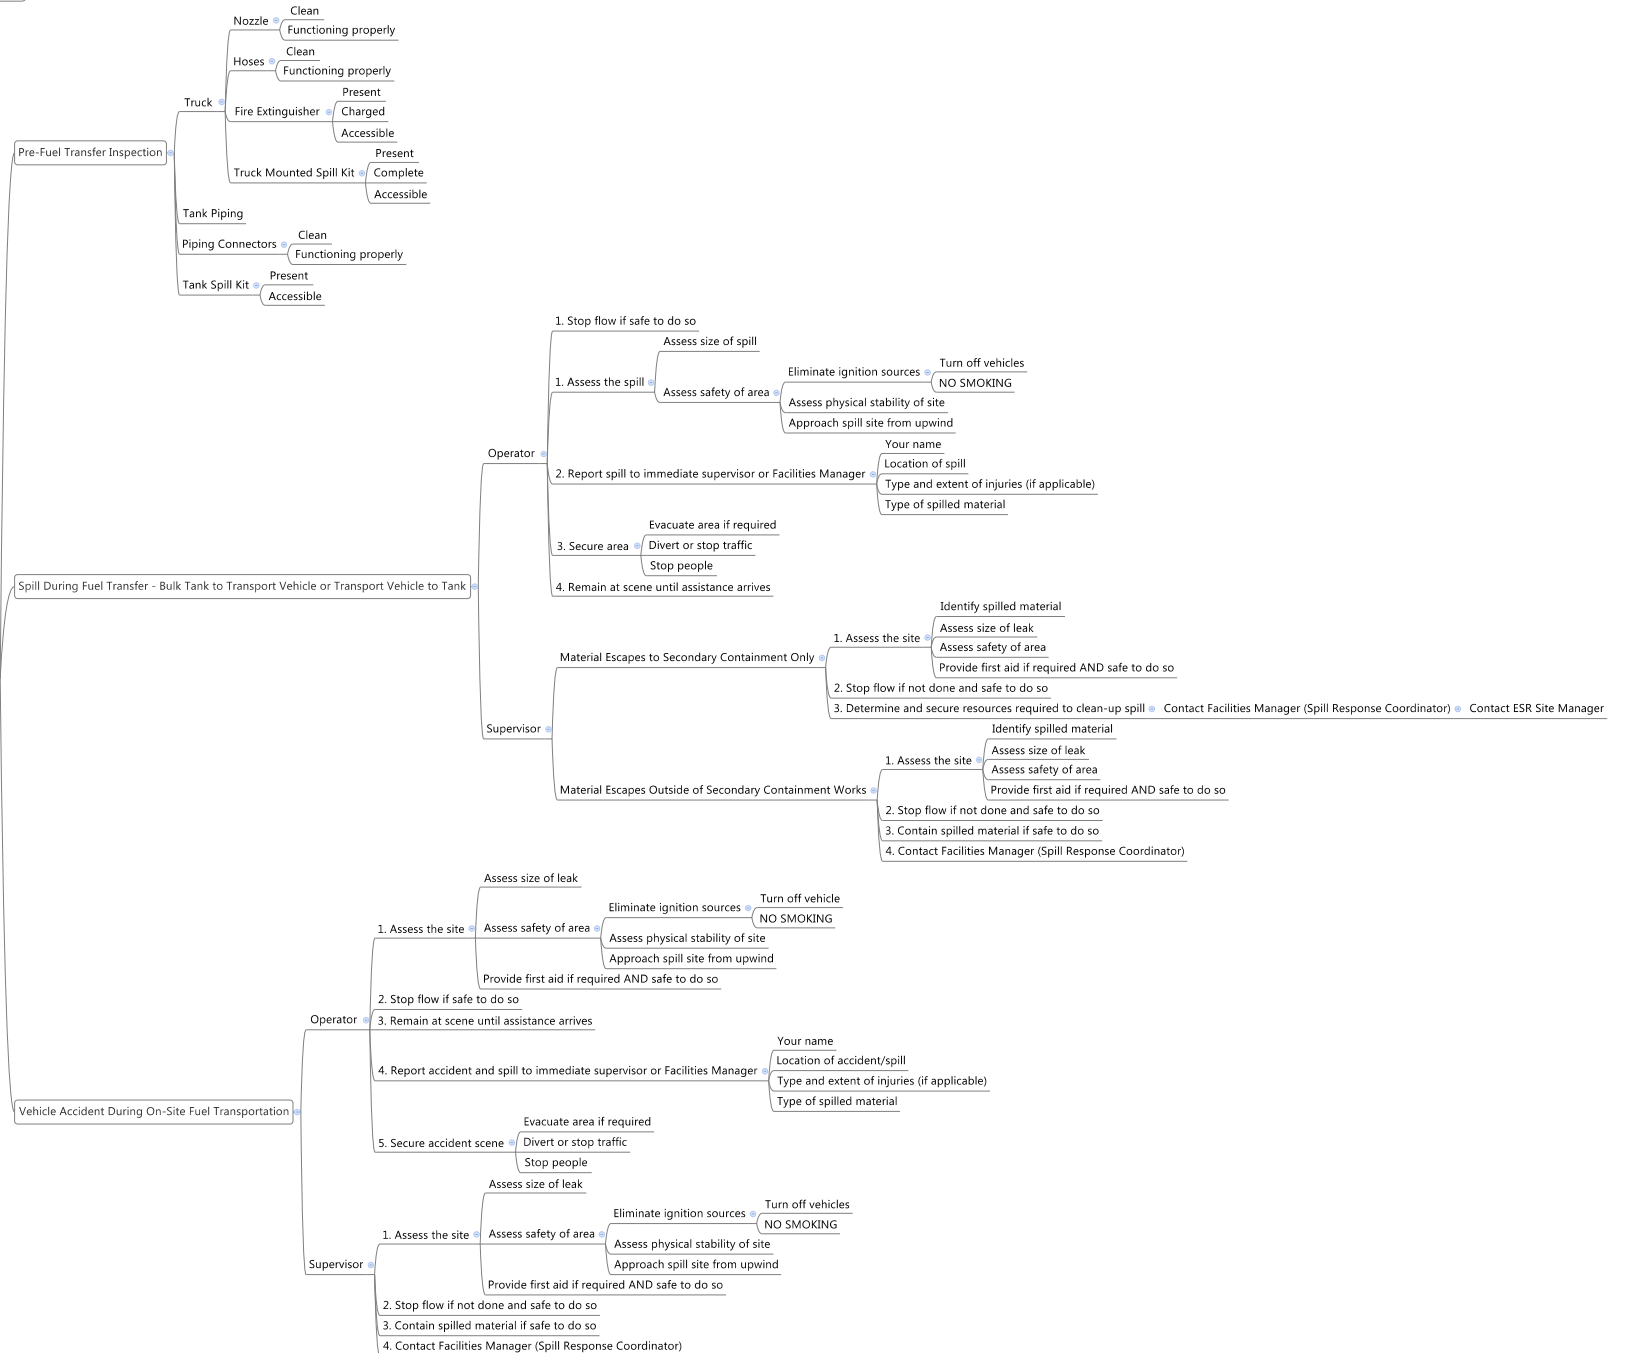 Pre-Fuel Transfer Inspection
Truck
Nozzle
Clean
Functioning properly
Hoses
Clean
Functioning properly
Fire Extinguisher
Present
Charged
Accessible
Truck Mounted Spill Kit
Present
Complete
Accessible
Tank Piping
Piping Connectors
Clean
Functioning properly
Tank Spill Kit
Present
Accessible
Spill During Fuel Transfer - Bulk Tank to Transport Vehicle or Transport Vehicle to Tank
Operator
1. Stop flow if safe to do so
1. Assess the spill
Assess size of spill
Assess safety of area
Eliminate ignition sources
Turn off vehicles
NO SMOKING
Assess physical stability of site
Approach spill site from upwind
2. Report spill to immediate supervisor or Facilities Manager
Your name
Location of spill
Type and extent of injuries (if applicable)
Type of spilled material
3. Secure area
Evacuate area if required
Divert or stop traffic
Stop people
4. Remain at scene until assistance arrives
Supervisor
Material Escapes to Secondary Containment Only
1. Assess the site
Identify spilled material
Assess size of leak
Assess safety of area
Provide first aid if required AND safe to do so
2. Stop flow if not done and safe to do so
3. Determine and secure resources required to clean-up spill
Contact Facilities Manager (Spill Response Coordinator)
Contact ESR Site Manager
Material Escapes Outside of Secondary Containment Works
1. Assess the site
Identify spilled material
Assess size of leak
Assess safety of area
Provide first aid if required AND safe to do so
2. Stop flow if not done and safe to do so
3. Contain spilled material if safe to do so
4. Contact Facilities Manager (Spill Response Coordinator)
Vehicle Accident During On-Site Fuel Transportation
Operator
1. Assess the site
Assess size of leak
Assess safety of area
Eliminate ignition sources
Turn off vehicle
NO SMOKING
Assess physical stability of site
Approach spill site from upwind
Provide first aid if required AND safe to do so
2. Stop flow if safe to do so
3. Remain at scene until assistance arrives
4. Report accident and spill to immediate supervisor or Facilities Manager
Your name
Location of accident/spill
Type and extent of injuries (if applicable)
Type of spilled material
5. Secure accident scene
Evacuate area if required
Divert or stop traffic
Stop people
Supervisor
1. Assess the site
Assess size of leak
Assess safety of area
Eliminate ignition sources
Turn off vehicles
NO SMOKING
Assess physical stability of site
Approach spill site from upwind
Provide first aid if required AND safe to do so
2. Stop flow if not done and safe to do so
3. Contain spilled material if safe to do so
4. Contact Facilities Manager (Spill Response Coordinator)